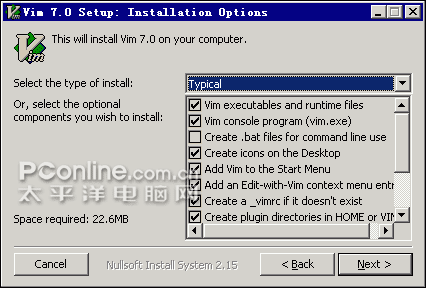 Vim 7.0 Setup: Installation Options
This will install Vim 7.0 on your computer.
Vim
Select the type of install:
Typical
Or, select the optional
components you wish to install:
Vim executables and runtime files
Vim console program (vim.exe)
Create .bat files for command line use
Create icons on the Desktop
Add Vim to the Start Menu
Add an Edit-with-Vim context menu entr
Create a _vimrc if it doesn't exist
Create plugin directories in HOME or VIM
PConline.com.cn
太平洋电脑网
Space required: 22.6MB
Cancel
Nullsoft Install System 2.15
< Back
Next >